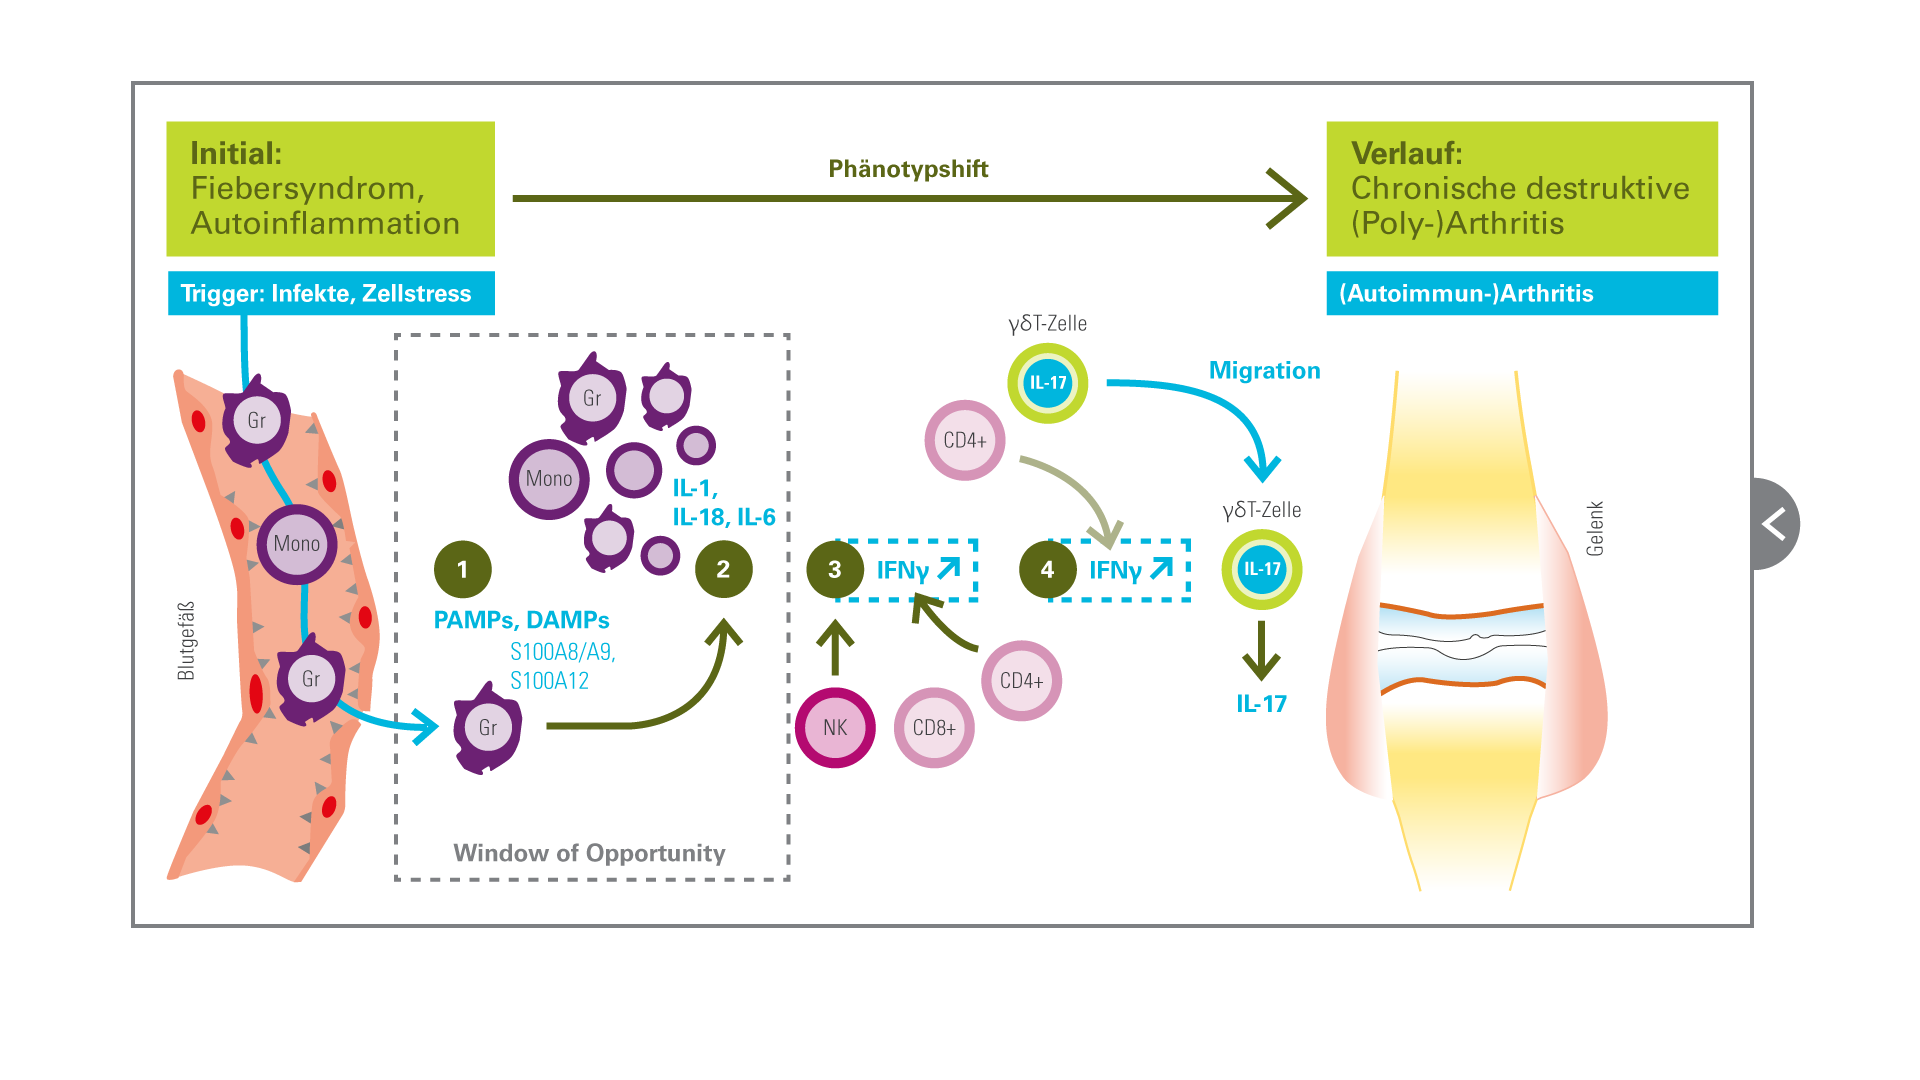 Initial:
Fiebersyndrom,
Autoinflammation
Phänotypshift
Verlauf:
Chronische destruktive
(Poly-)Arthritis
Trigger: Infekte, Zellstress
(Autoimmun-)Arthritis
Blutgefäß
Gr
Mono
Gr
Gr
Mono
IL-1,
IL-18, IL-6
1
2
PAMPs, DAMPs
S100A8/A9,
S100A12
Gr
Window of Opportunity
γδT-Zelle
IL-17
CD4+
Migration
3
IFNγ
4
IFNγ
NK
CD8+
CD4+
γδT-Zelle
IL-17
IL-17
Gelenk